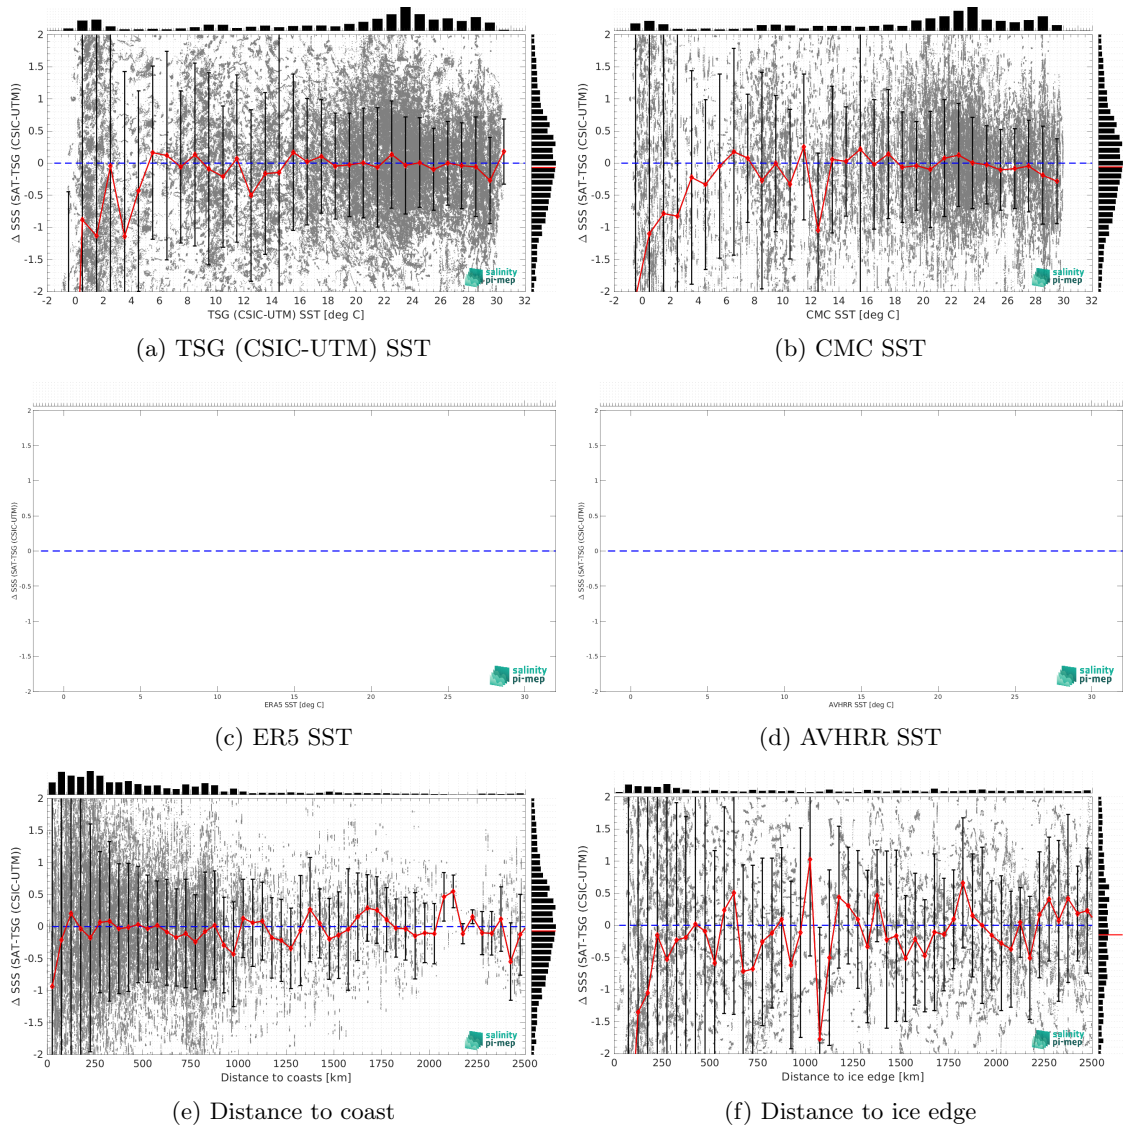 2
1.5
1
0.5
0
-0.5
-1
-1.5
-2
Δ SSS (SAT-TSG (CSIC-UTM))
salinity
pi-mep
-2 0 2 4 6 8 10 12 14 16 18 20 22 24 26 28 30 32
TSG (CSIC-UTM) SST [deg C]
(a) TSG (CSIC-UTM) SST
2
1.5
1
0.5
0
-0.5
-1
-1.5
-2
Δ SSS (SAT-TSG (CSIC-UTM))
salinity
pi-mep
-2 0 2 4 6 8 10 12 14 16 18 20 22 24 26 28 30 32
CMC SST [deg C]
(b) CMC SST
2
1.5
1
0.5
0
-0.5
-1
-1.5
-2
Δ SSS (SAT-TSG (CSIC-UTM))
salinity
pi-mep
0 5 10 15 20 25 30
ERA5 SST [deg C]
(c) ER5 SST
2
1.5
1
0.5
0
-0.5
-1
-1.5
-2
Δ SSS (SAT-TSG (CSIC-UTM))
salinity
pi-mep
0 5 10 15 20 25 30
AVHRR SST [deg C]
(d) AVHRR SST
2
1.5
1
0.5
0
-0.5
-1
-1.5
-2
Δ SSS (SAT-TSG (CSIC-UTM))
salinity
pi-mep
0 250 500 750 1000 1250 1500 1750 2000 2250 2500
Distance to coasts [km]
(e) Distance to coast
2
1.5
1
0.5
0
-0.5
-1
-1.5
-2
Δ SSS (SAT-TSG (CSIC-UTM))
salinity
pi-mep
0 250 500 750 1000 1250 1500 1750 2000 2250 2500
Distance to ice edge [km]
(f) Distance to ice edge